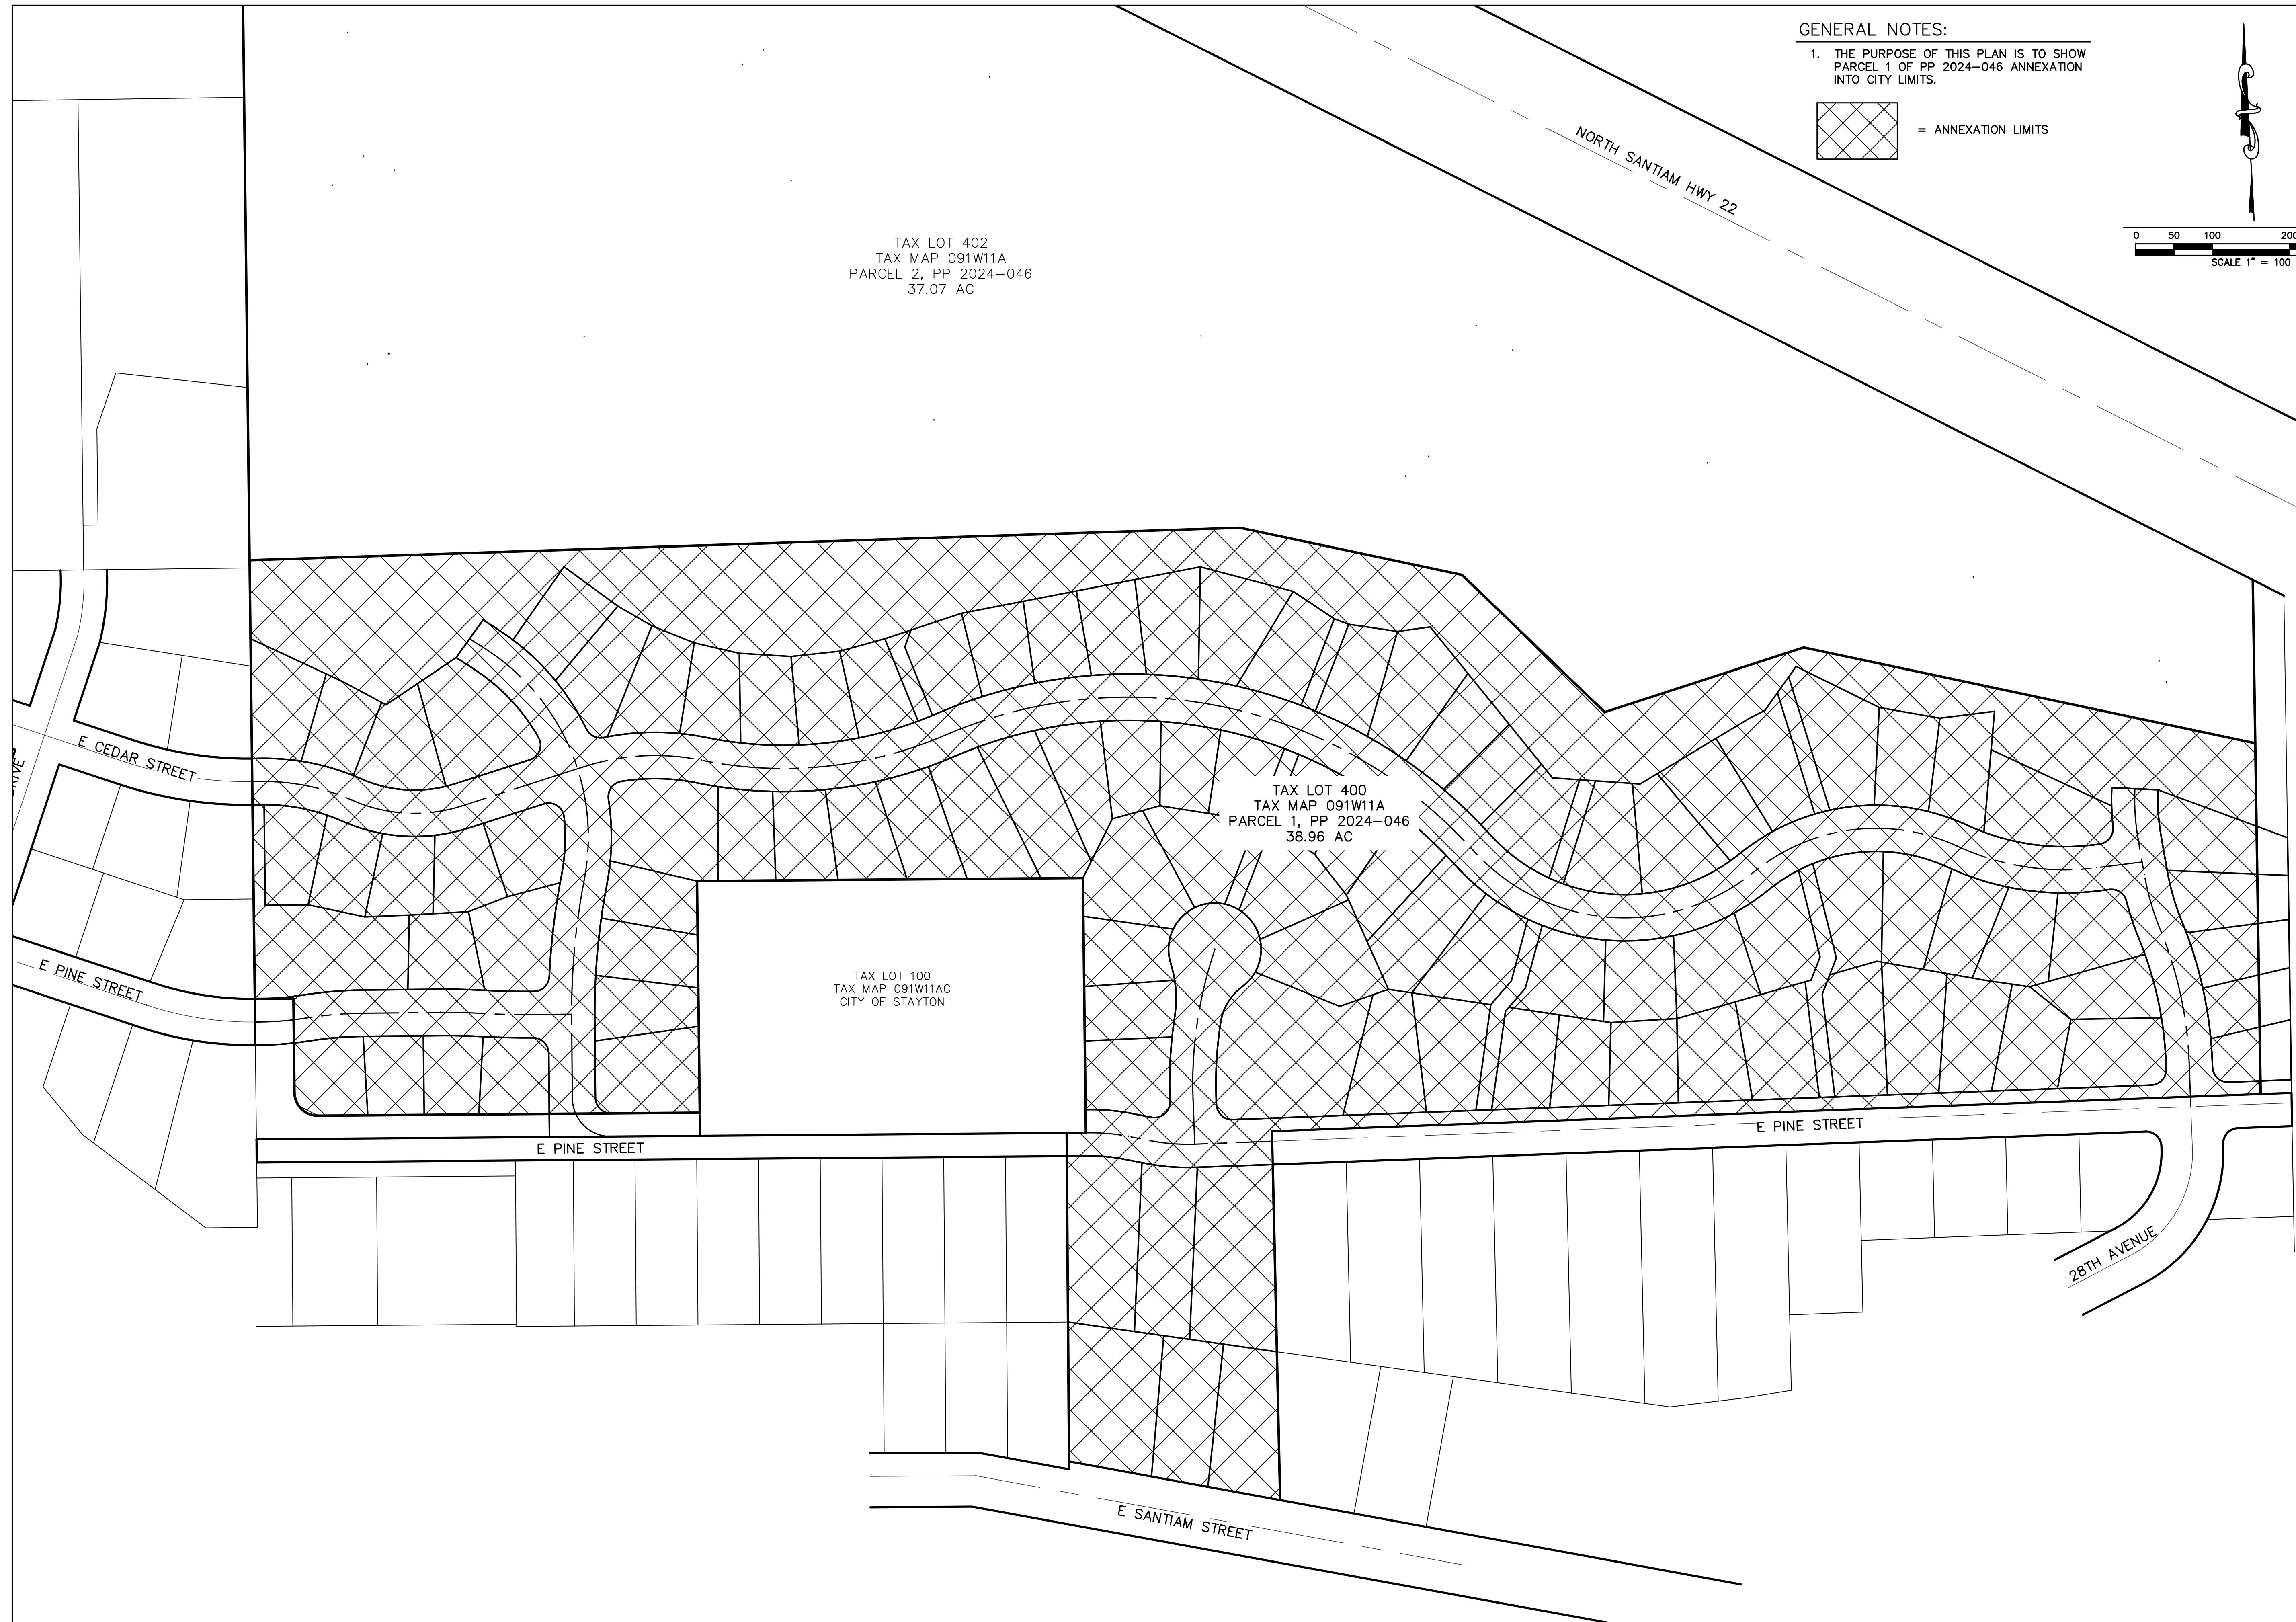 GENERAL NOTES:
1. THE PURPOSE OF THIS PLAN IS TO SHOW
PARCEL 1 OF PP 2024-046 ANNEXATION
INTO CITY LIMITS.
= ANNEXATION LIMITS
0 50 100 200
SCALE 1" = 100
NORTH SANTIAM HWY 22
TAX LOT 402
TAX MAP 091W11A
PARCEL 2, PP 2024-046
37.07 AC
E CEDAR STREET
TAX LOT 400
TAX MAP 091W11A
PARCEL 1, PP 2024-046
38.96 AC
E PINE STREET
TAX LOT 100
TAX MAP 091W11AC
CITY OF STAYTON
E PINE STREET
E PINE STREET
28TH AVENUE
E SANTIAM STREET